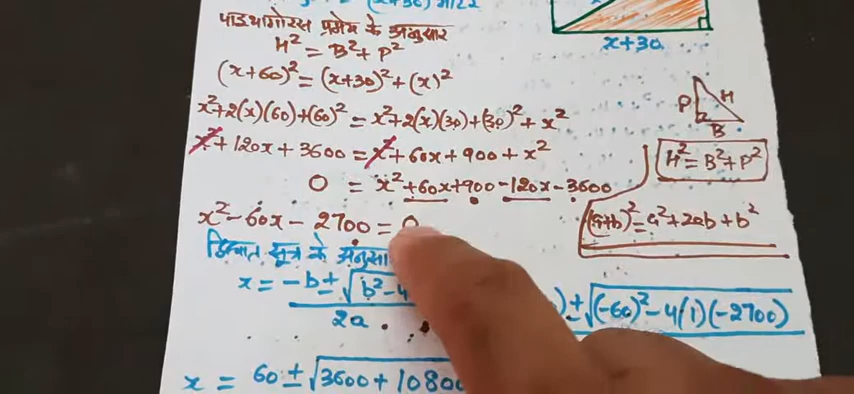 (x+30) मीटर
पाइथागोरस प्रमेय के अनुसार
H² = B² + P²
(x+60)² = (x+30)² + (x)²
x² + 2(x)(60) + (60)² = x² + 2(x)(30) + (30)² + x²
x² + 120x + 3600 = x² + 60x + 900 + x²
0 = x² + 60x + 900 - 120x - 3600
x² - 60x - 2700 = 0
सूत्र के
x = -b ± √b² - 4
2a
) ± √(-60)² - 4(1)(-2700)
x = 60 ± √3600 + 10800
x+30
P
H
B
H² = B² + P²
(a+b)² = a² + 2ab + b²